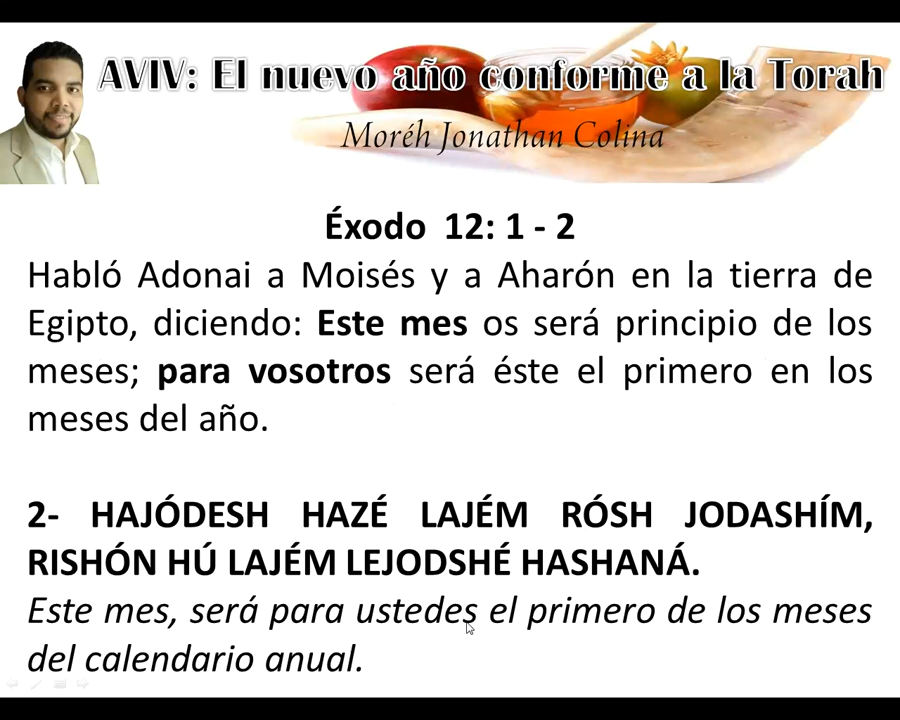 AVIV: El nuevo año conforme a la Torah
Moréh Jonathan Colina
Éxodo 12: 1 - 2
Habló Adonai a Moisés y a Aharón en la tierra de
Egipto, diciendo: Este mes os será principio de los
meses; para vosotros será éste el primero en los
meses del año.
2- HAJÓDESH HAZÉ LAJÉM RÓSH JODASHÍM,
RISHÓN HÚ LAJÉM LEJODSHÉ HASHANÁ.
Este mes, será para ustedes el primero de los meses
del calendario anual.